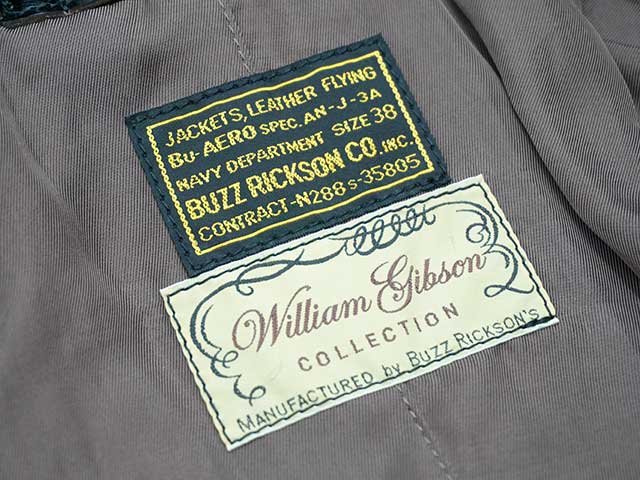 JACKETS, LEATHER FLYING
BU-AERO SPEC. AN-J-3A
NAVY DEPARTMENT SIZE 38
BUZZ RICKSON CO. INC.
CONTRACT-N288s-35805
William Gibson
COLLECTION
MANUFACTURED by BUZZ RICKSON'S